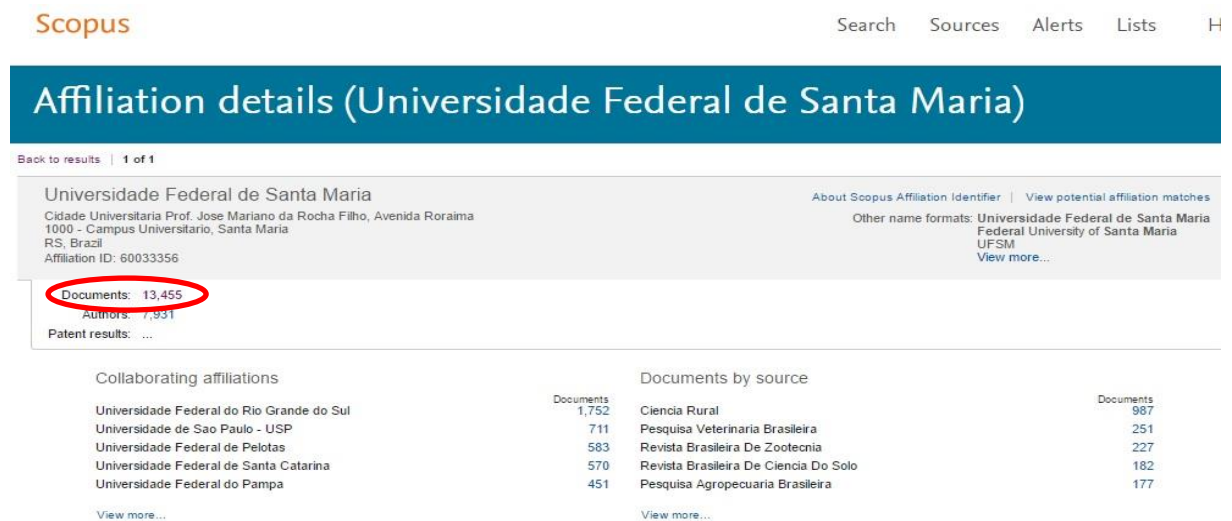 Scopus
Search Sources Alerts Lists H
Affiliation details (Universidade Federal de Santa Maria)
Back to results | 1 of 1
Universidade Federal de Santa Maria
Cidade Universitaria Prof. Jose Mariano da Rocha Filho, Avenida Roraima
1000 - Campus Universitario, Santa Maria
RS, Brazil
Affiliation ID: 60033356
About Scopus Affiliation Identifier | View potential affiliation matches
Other name formats: Universidade Federal de Santa Maria
Federal University of Santa Maria
UFSM
View more...
Documents: 13,455
Authors: 7,931
Patent results: ...
Collaborating affiliations
Documents
Universidade Federal do Rio Grande do Sul 1,752
Universidade de Sao Paulo - USP 711
Universidade Federal de Pelotas 583
Universidade Federal de Santa Catarina 570
Universidade Federal do Pampa 451
View more...
Documents by source
Documents
Ciencia Rural 987
Pesquisa Veterinaria Brasileira 251
Revista Brasileira De Zootecnia 227
Revista Brasileira De Ciencia Do Solo 182
Pesquisa Agropecuaria Brasileira 177
View more...